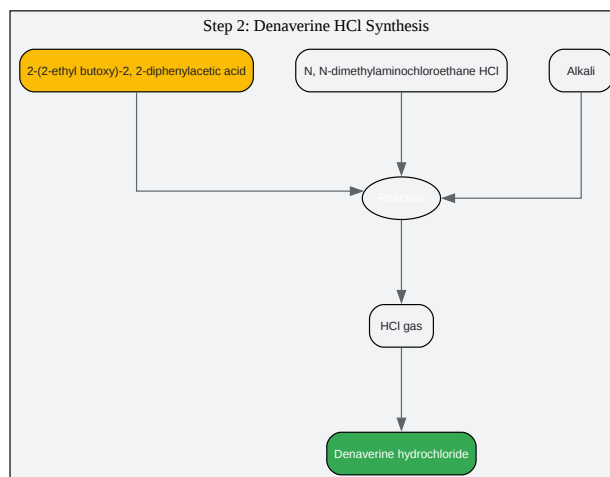 Step 2: Denaverine HCl Synthesis
2-(2-ethyl butoxy)-2, 2-diphenylacetic acid
N, N-dimethylaminochloroethane HCl
Alkali
Reaction
HCl gas
Denaverine hydrochloride